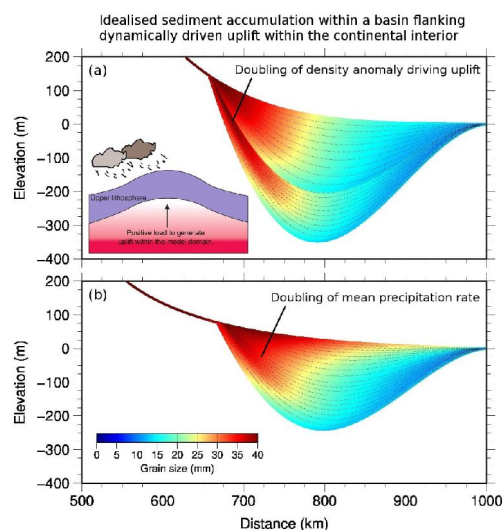 Idealised sediment accumulation within a basin flanking
dynamically driven uplift within the continental interior
(a)
Doubling of density anomaly driving uplift
Elevation (m)
200
100
0
−100
−200
−300
−400
Upper lithosphere
Positive load to generate
uplift within the model domain.
(b)
Doubling of mean precipitation rate
Elevation (m)
200
100
0
−100
−200
−300
−400
0 5 10 15 20 25 30 35 40
Grain size (mm)
500 600 700 800 900 1000
Distance (km)